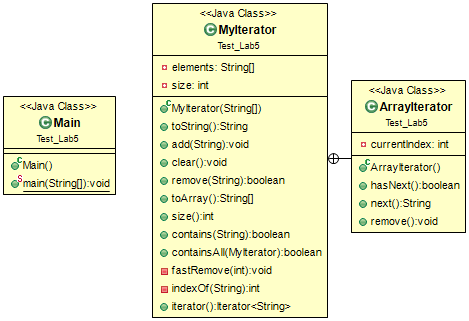 <<Java Class>>
Main
Test_Lab5
Main()
main(String[]):void
<<Java Class>>
MyIterator
Test_Lab5
elements: String[]
size: int
MyIterator(String[])
toString():String
add(String):void
clear():void
remove(String):boolean
toArray():String[]
size():int
contains(String):boolean
containsAll(MyIterator):boolean
fastRemove(int):void
indexOf(String):int
iterator():Iterator<String>
<<Java Class>>
ArrayIterator
Test_Lab5
currentIndex: int
ArrayIterator()
hasNext():boolean
next():String
remove():void